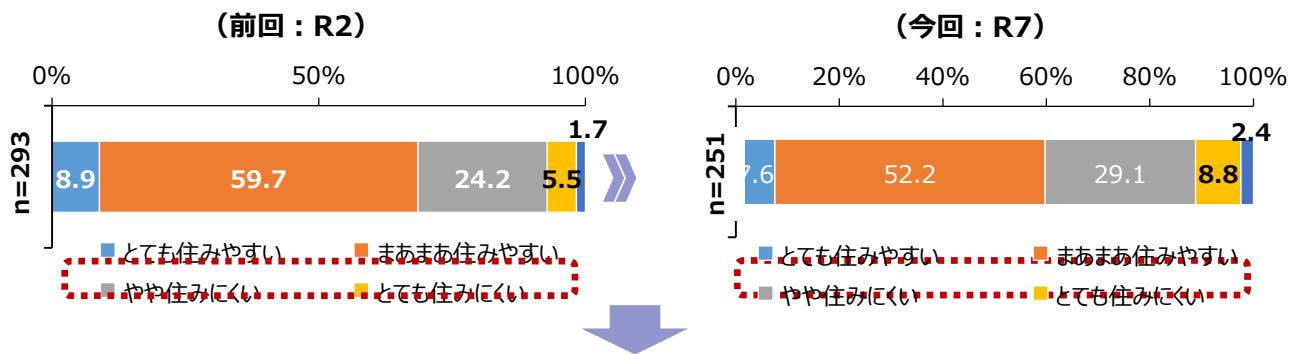 （前回：R2）
0% 50% 100%
n=293
8.9 59.7 24.2 5.5 1.7
とても住みやすい まあまあ住みやすい
やや住みにくい とても住みにくい
（今回：R7）
0% 20% 40% 60% 80% 100%
n=251
7.6 52.2 29.1 8.8 2.4
とても住みやすい まあまあ住みやすい
やや住みにくい とても住みにくい